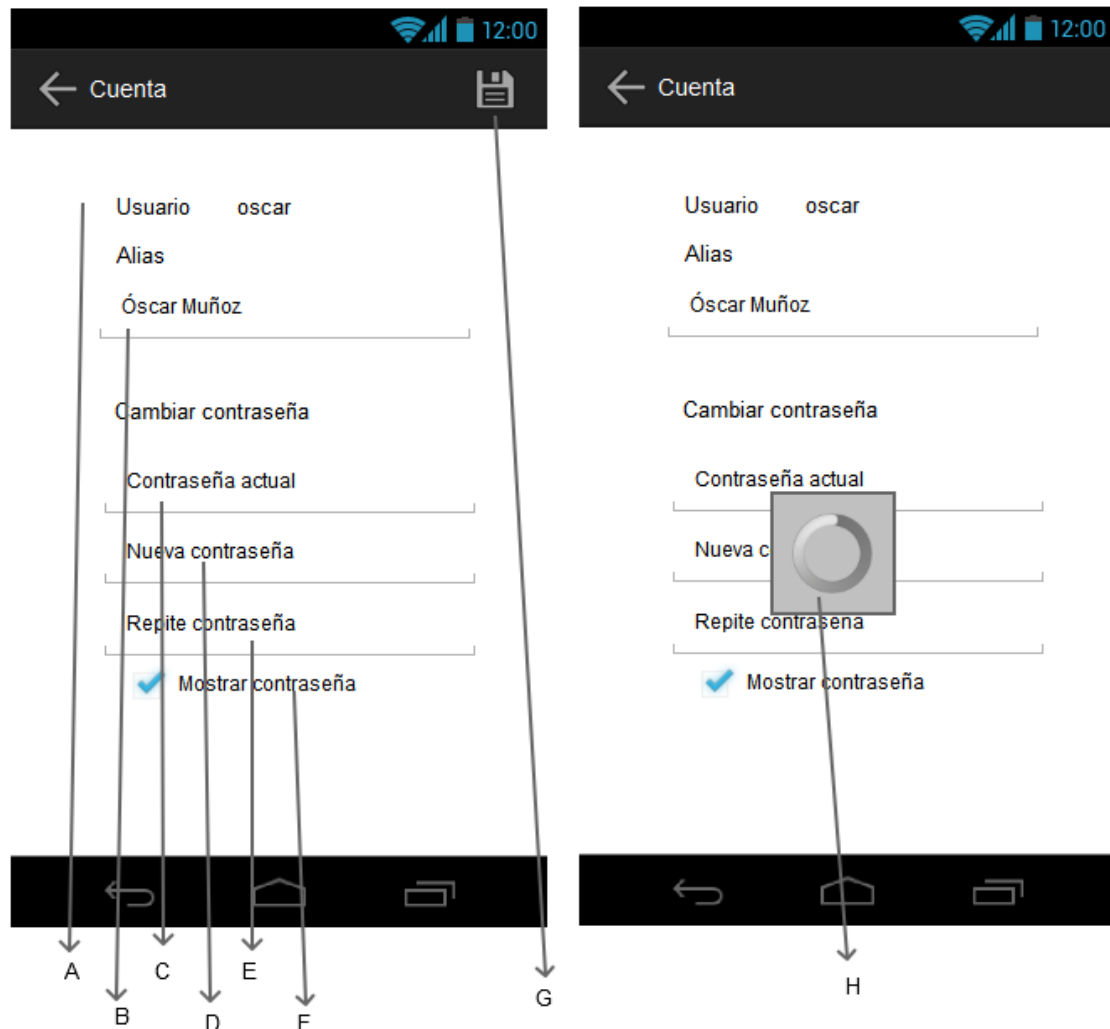 12:00
Cuenta
Usuario oscar
Alias
Óscar Muñoz
Cambiar contraseña
Contraseña actual
Nueva contraseña
Repite contraseña
Mostrar contraseña
A
B
C
D
E
F
G
12:00
Cuenta
Usuario oscar
Alias
Óscar Muñoz
Cambiar contraseña
Contraseña actual
Nueva c
Repite contraseña
Mostrar contraseña
H